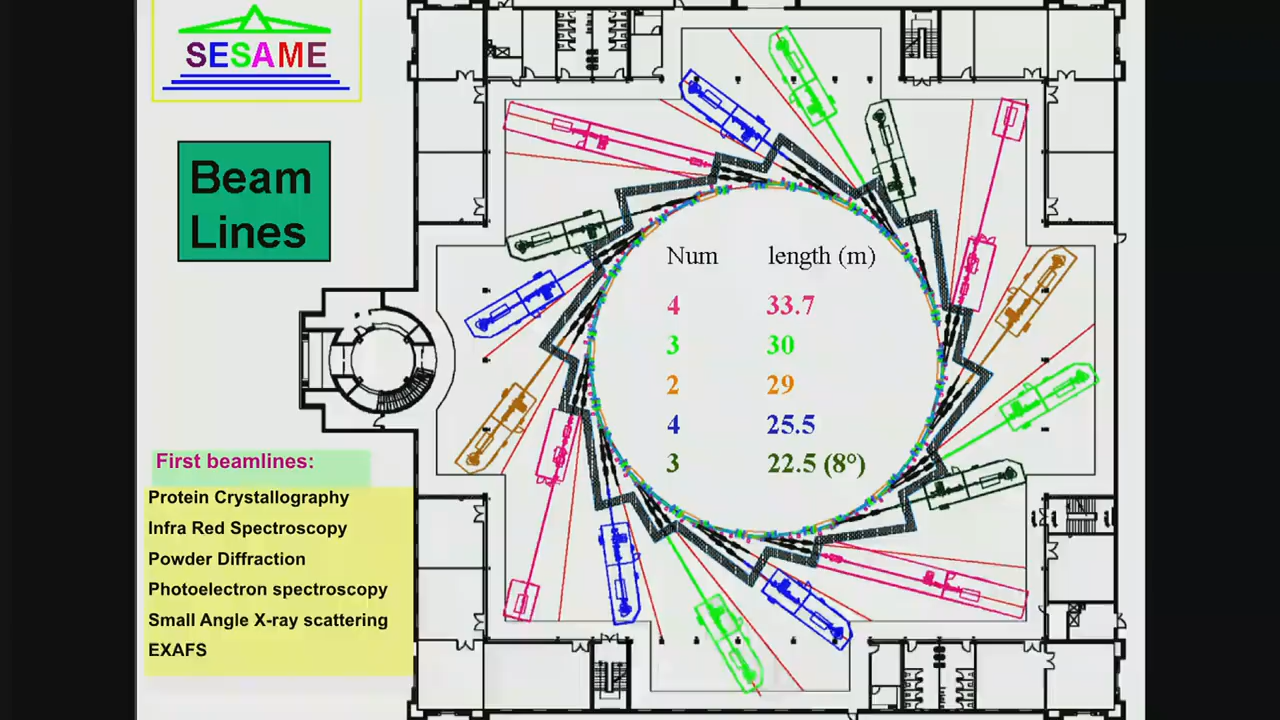 SESAME
Beam
Lines
Num length (m)
4 33.7
3 30
2 29
4 25.5
3 22.5 (8°)
First beamlines:
Protein Crystallography
Infra Red Spectroscopy
Powder Diffraction
Photoelectron spectroscopy
Small Angle X-ray scattering
EXAFS